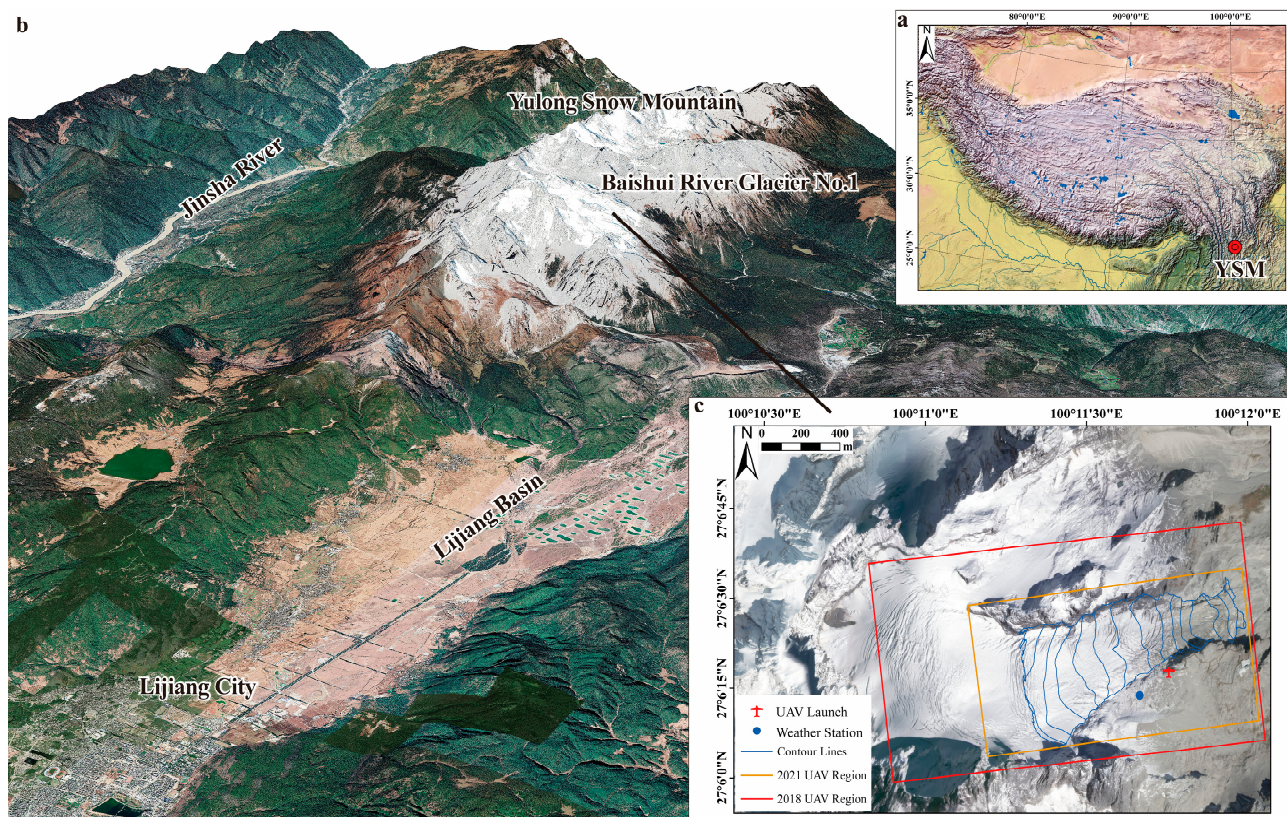 b
Yulong Snow Mountain
Jinsha River
Baishui River Glacier No.1
Lijiang Basin
Lijiang City
a
80°0'0"E 90°0'0"E 100°0'0"E
N
35°0'0"N
30°0'0"N
25°0'0"N
YSM
c
100°10'30"E 100°11'0"E 100°11'30"E 100°12'0"E
N
0 200 400
m
27°6'45"N
27°6'30"N
27°6'15"N
27°6'0"N
UAV Launch
Weather Station
Contour Lines
2021 UAV Region
2018 UAV Region